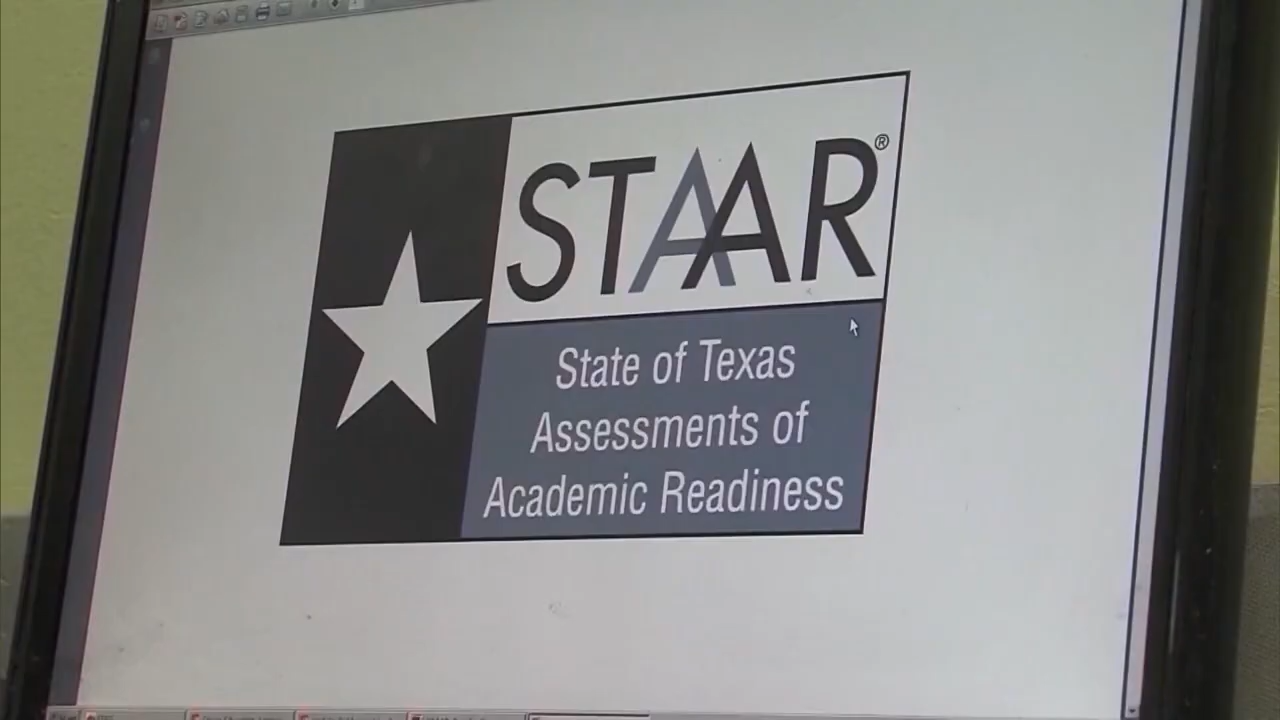 STAAR®
State of Texas
Assessments of
Academic Readiness